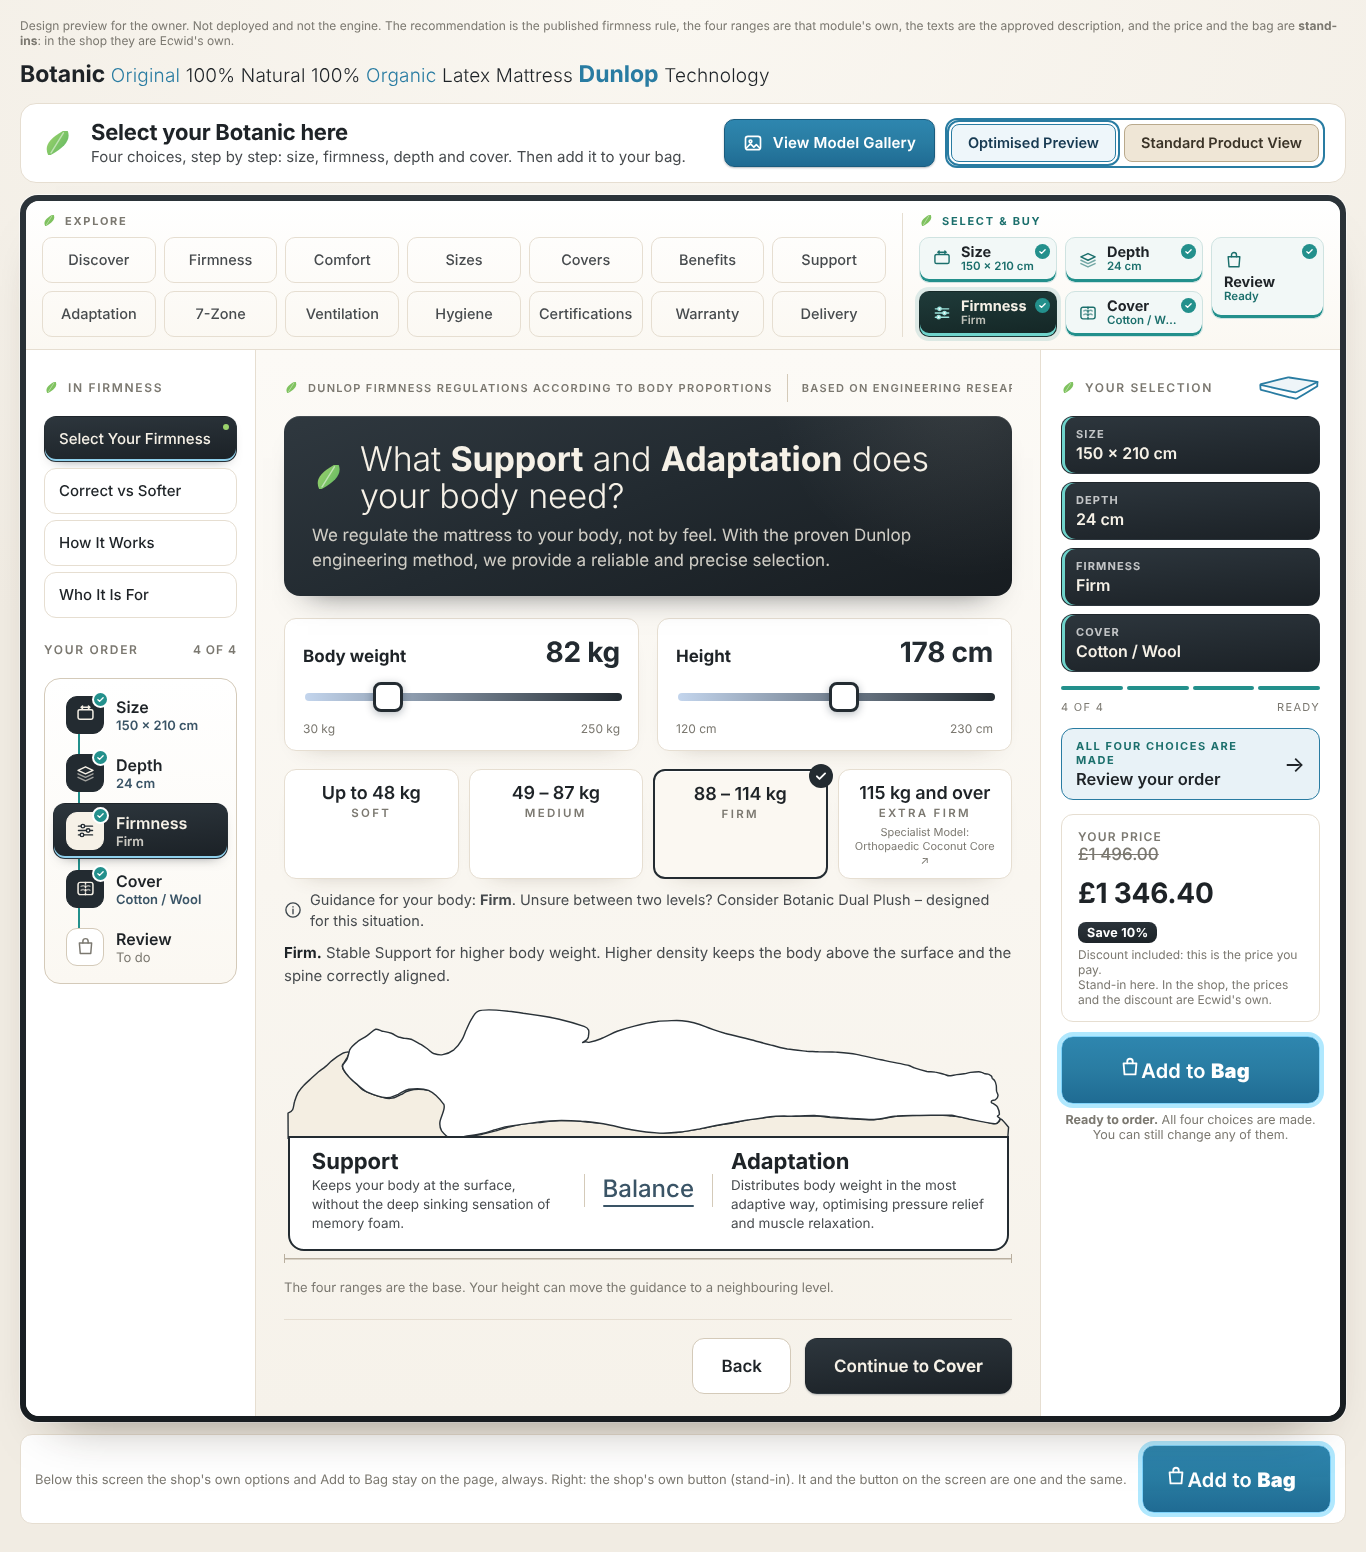 Design preview for the owner. Not deployed and not the engine. The recommendation is the published firmness rule, the four ranges are that module's own, the texts are the approved description, and the price and the bag are stand-
ins: in the shop they are Ecwid's own.
Botanic Original 100% Natural 100% Organic Latex Mattress Dunlop Technology
Select your Botanic here
Four choices, step by step: size, firmness, depth and cover. Then add it to your bag.
View Model Gallery
Optimised Preview
Standard Product View
EXPLORE
Discover
Firmness
Comfort
Sizes
Covers
Benefits
Support
Adaptation
7-Zone
Ventilation
Hygiene
Certifications
Warranty
Delivery
SELECT & BUY
Size
150 × 210 cm
Depth
24 cm
Review
Ready
Firmness
Firm
Cover
Cotton / W...
IN FIRMNESS
Select Your Firmness
Correct vs Softer
How It Works
Who It Is For
YOUR ORDER
4 OF 4
Size
150 × 210 cm
Depth
24 cm
Firmness
Firm
Cover
Cotton / Wool
Review
To do
DUNLOP FIRMNESS REGULATIONS ACCORDING TO BODY PROPORTIONS
BASED ON ENGINEERING RESEAR
What Support and Adaptation does
your body need?
We regulate the mattress to your body, not by feel. With the proven Dunlop
engineering method, we provide a reliable and precise selection.
Body weight
82 kg
30 kg
250 kg
Height
178 cm
120 cm
230 cm
Up to 48 kg
SOFT
49 – 87 kg
MEDIUM
88 – 114 kg
FIRM
115 kg and over
EXTRA FIRM
Specialist Model:
Orthopaedic Coconut Core
↗
Guidance for your body: Firm. Unsure between two levels? Consider Botanic Dual Plush – designed
for this situation.
Firm. Stable Support for higher body weight. Higher density keeps the body above the surface and the
spine correctly aligned.
Support
Keeps your body at the surface,
without the deep sinking sensation of
memory foam.
Balance
Adaptation
Distributes body weight in the most
adaptive way, optimising pressure relief
and muscle relaxation.
The four ranges are the base. Your height can move the guidance to a neighbouring level.
Back
Continue to Cover
YOUR SELECTION
SIZE
150 × 210 cm
DEPTH
24 cm
FIRMNESS
Firm
COVER
Cotton / Wool
4 OF 4
READY
ALL FOUR CHOICES ARE
MADE
Review your order
YOUR PRICE
£1 496.00
£1 346.40
Save 10%
Discount included: this is the price you
pay.
Stand-in here. In the shop, the prices
and the discount are Ecwid's own.
Add to Bag
Ready to order. All four choices are made.
You can still change any of them.
Below this screen the shop's own options and Add to Bag stay on the page, always. Right: the shop's own button (stand-in). It and the button on the screen are one and the same.
Add to Bag